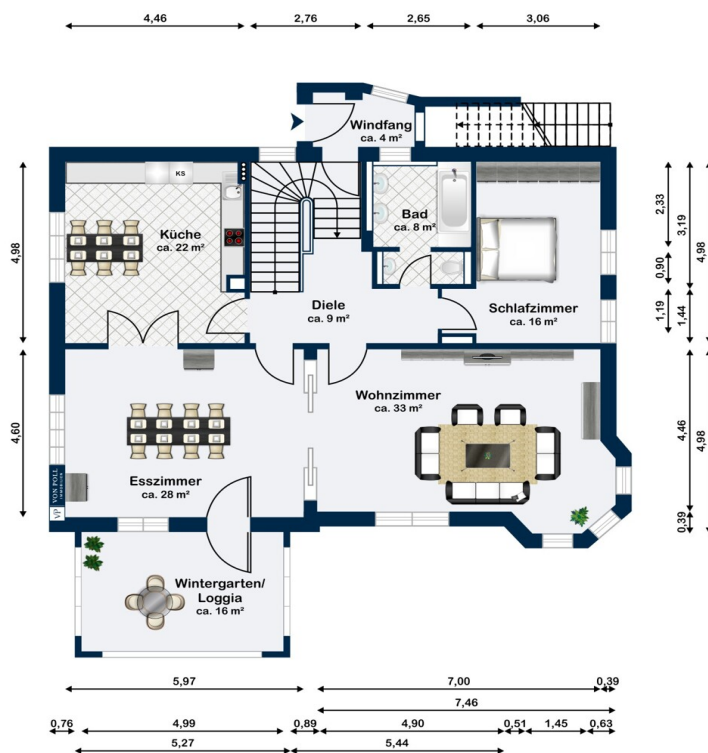 4,46
2,76
2,65
3,06
Windfang
ca. 4 m²
KS
Küche
ca. 22 m²
Bad
ca. 8 m²
Diele
ca. 9 m²
Schlafzimmer
ca. 16 m²
4,98
2,33
0,90
1,19
3,19
1,44
4,98
Wohnzimmer
ca. 33 m²
Esszimmer
ca. 28 m²
4,60
4,46
0,39
4,98
VP VON POLL
IMMOBILIEN
Wintergarten/
Loggia
ca. 16 m²
5,97
7,00
0,39
7,46
0,76
4,99
0,89
4,90
0,51
1,45
0,63
5,27
5,44